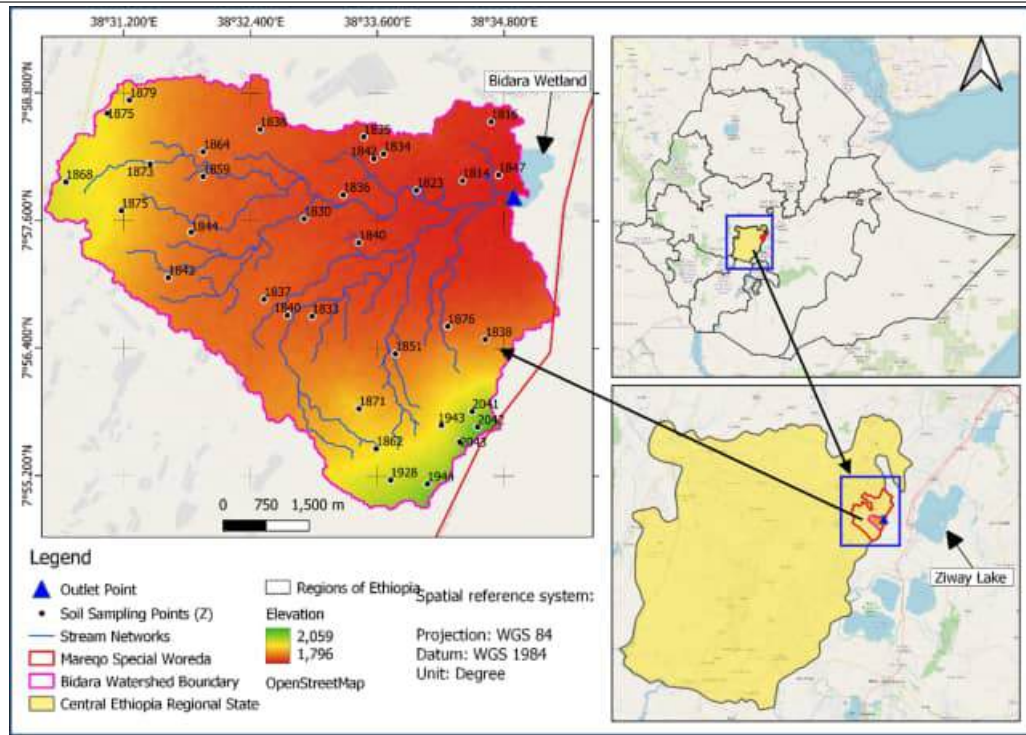 38°31.200'E 38°32.400'E 38°33.600'E 38°34.800'E
7°58.800'N
7°57.600'N
7°56.400'N
7°55.200'N
Bidara Wetland
1879
1875
1838
1816
1835
1864
1842
1834
1873
1859
1868
1814
1847
1836
1823
1875
1830
1844
1840
1842
1837
1840
1833
1876
1838
1851
1871
2041
1943
2042
2043
1862
1928
1944
0 750 1,500 m
Legend
Outlet Point
Soil Sampling Points (Z)
Stream Networks
Mareqo Special Woreda
Bidara Watershed Boundary
Central Ethiopia Regional State
Regions of Ethiopia
Elevation
2,059
1,796
OpenStreetMap
Spatial reference system:
Projection: WGS 84
Datum: WGS 1984
Unit: Degree
Ziway Lake